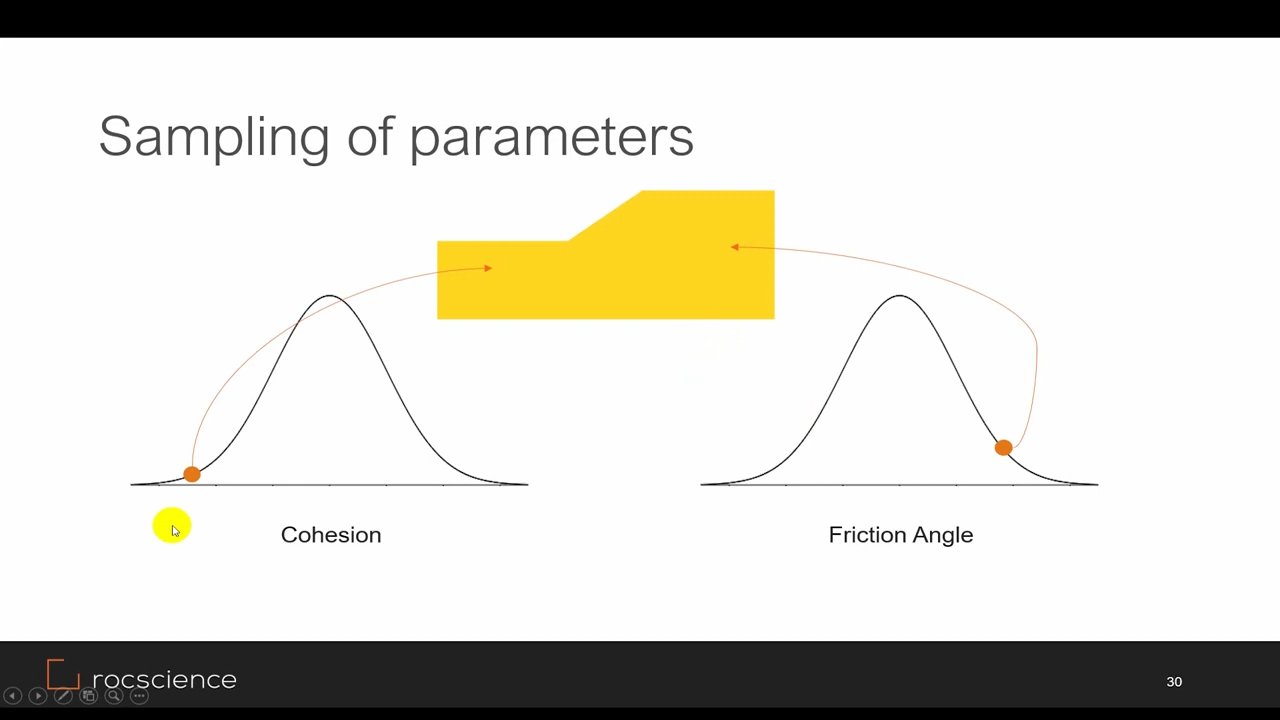 Sampling of parameters
Cohesion
Friction Angle
rocscience
30